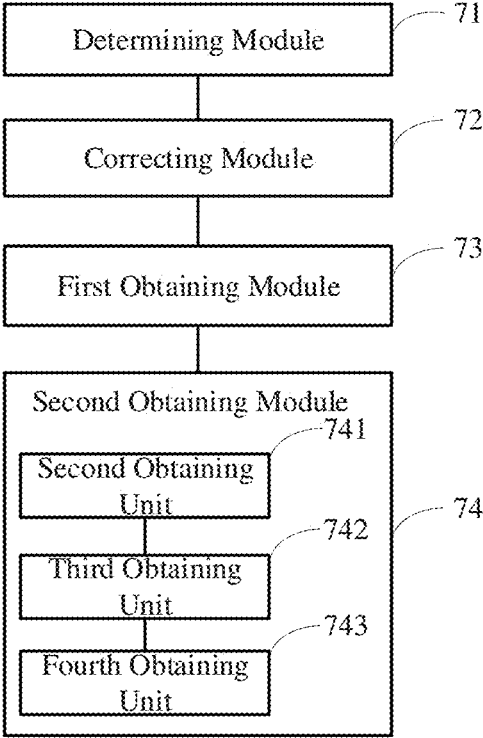 71
Determining Module
72
Correcting Module
73
First Obtaining Module
Second Obtaining Module
741
Second Obtaining
Unit
74
742
Third Obtaining
Unit
743
Fourth Obtaining
Unit